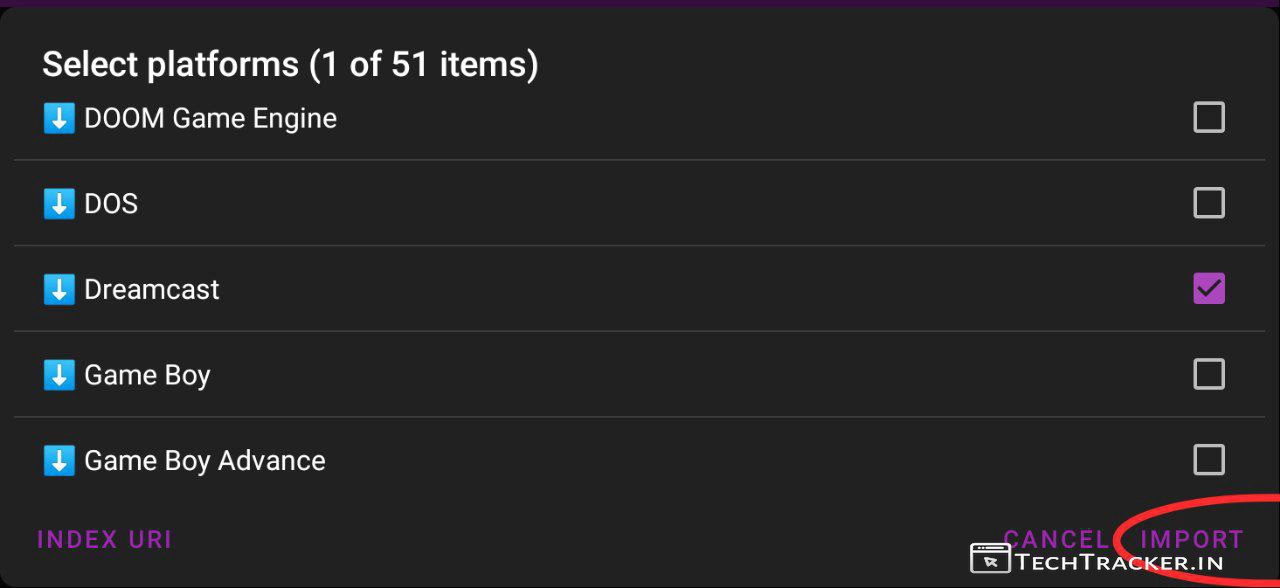 Select platforms (1 of 51 items)
DOOM Game Engine
DOS
Dreamcast
Game Boy
Game Boy Advance
INDEX URI
CANCEL
IMPORT
TECHTRACKER.IN